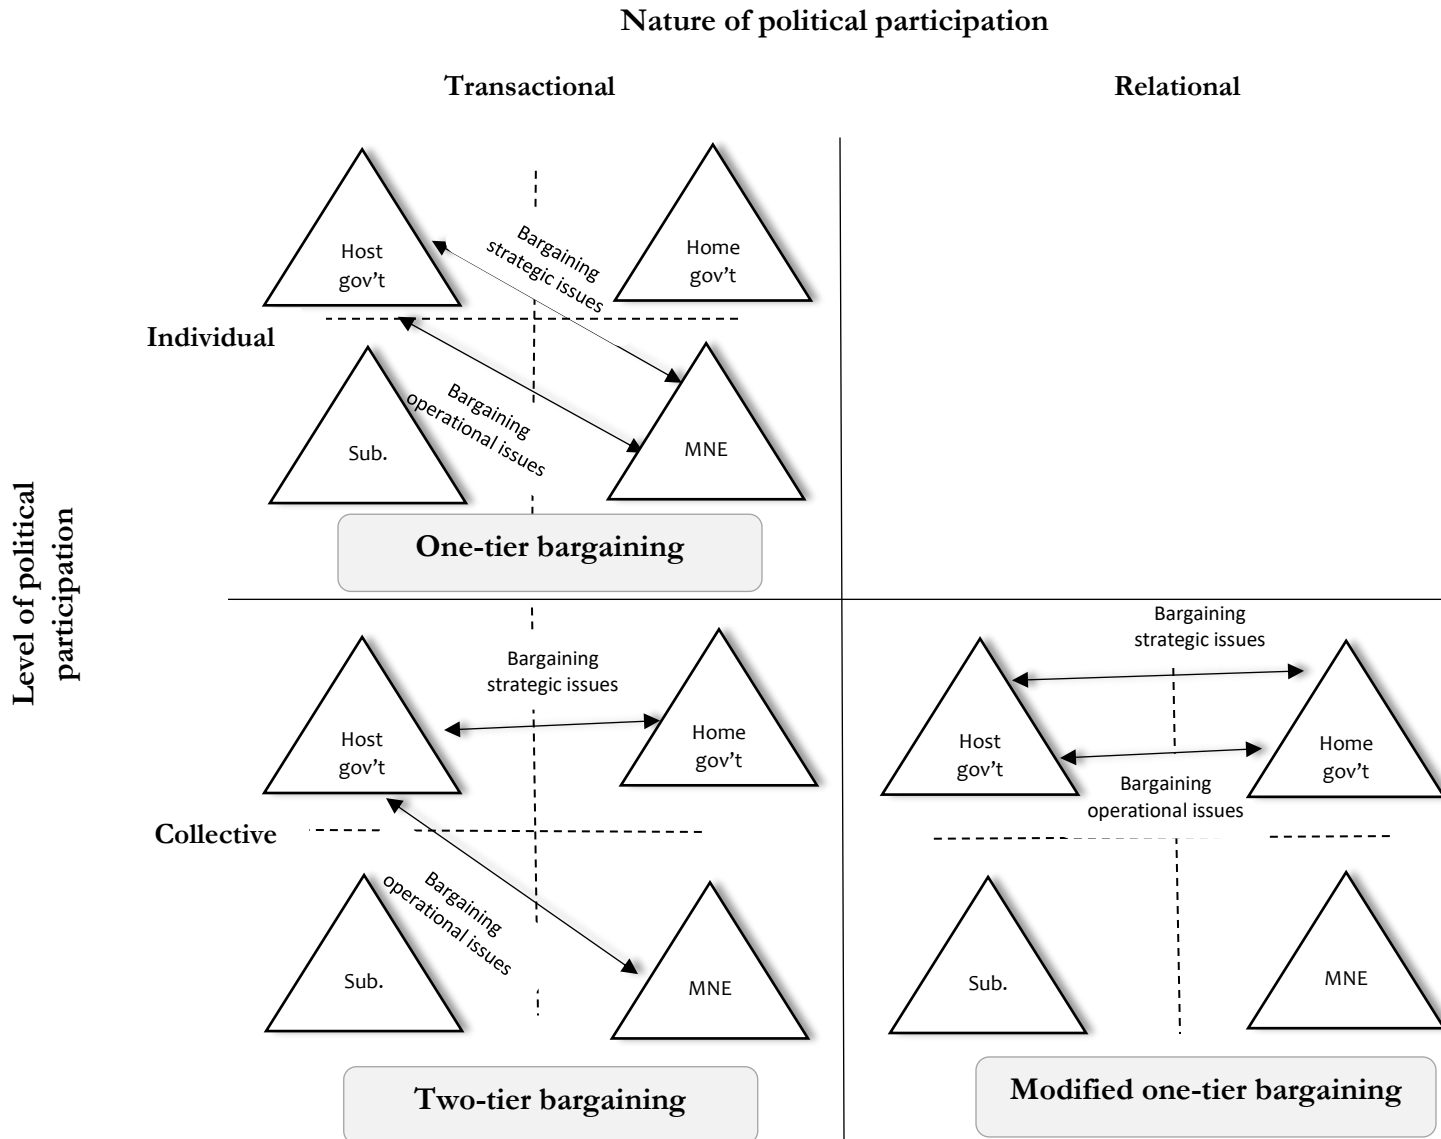 Nature of political participation
Transactional
Relational
Host
gov't
Bargaining
strategic issues
Home
gov't
Individual
Sub.
Bargaining
operational issues
MNE
One-tier bargaining
Level of political
participation
Host
gov't
Bargaining
strategic issues
Home
gov't
Collective
Sub.
Bargaining
operational issues
MNE
Two-tier bargaining
Bargaining
strategic issues
Host
gov't
Home
gov't
Bargaining
operational issues
Sub.
MNE
Modified one-tier bargaining